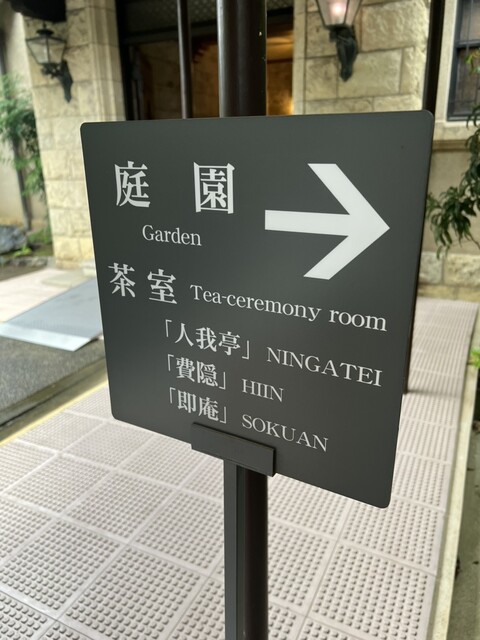 庭園
Garden
茶室 Tea-ceremony room
「人我亭」 NINGATEI
「費隠」 HIIN
「即庵」 SOKUAN